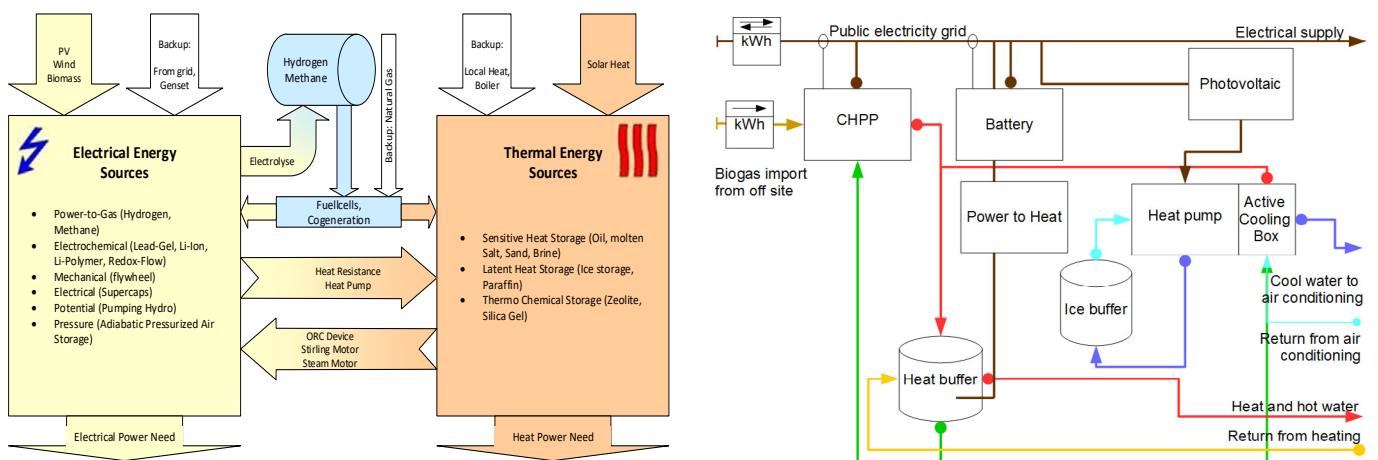 PV
Wind
Biomass
Backup:
From grid,
Genset
Hydrogen
Methane
Backup: Natural Gas
Backup:
Local Heat,
Boiler
Solar Heat
Electrical Energy
Sources
Electrolyse
Thermal Energy
Sources
• Power-to-Gas (Hydrogen,
Methane)
• Electrochemical (Lead-Gel, Li-Ion,
Li-Polymer, Redox-Flow)
• Mechanical (flywheel)
• Electrical (Supercaps)
• Potential (Pumping Hydro)
• Pressure (Adiabatic Pressurized Air
Storage)
Fuellcells,
Cogeneration
Heat Resistance
Heat Pump
ORC Device
Stirling Motor
Steam Motor
• Sensitive Heat Storage (Oil, molten
Salt, Sand, Brine)
• Latent Heat Storage (Ice storage,
Paraffin)
• Thermo Chemical Storage (Zeolite,
Silica Gel)
Electrical Power Need
Heat Power Need
kWh
Public electricity grid
Electrical supply
Photovoltaic
kWh
CHPP
Battery
Biogas import
from off site
Power to Heat
Heat pump
Active
Cooling
Box
Ice buffer
Cool water to
air conditioning
Return from air
conditioning
Heat buffer
Heat and hot water
Return from heating